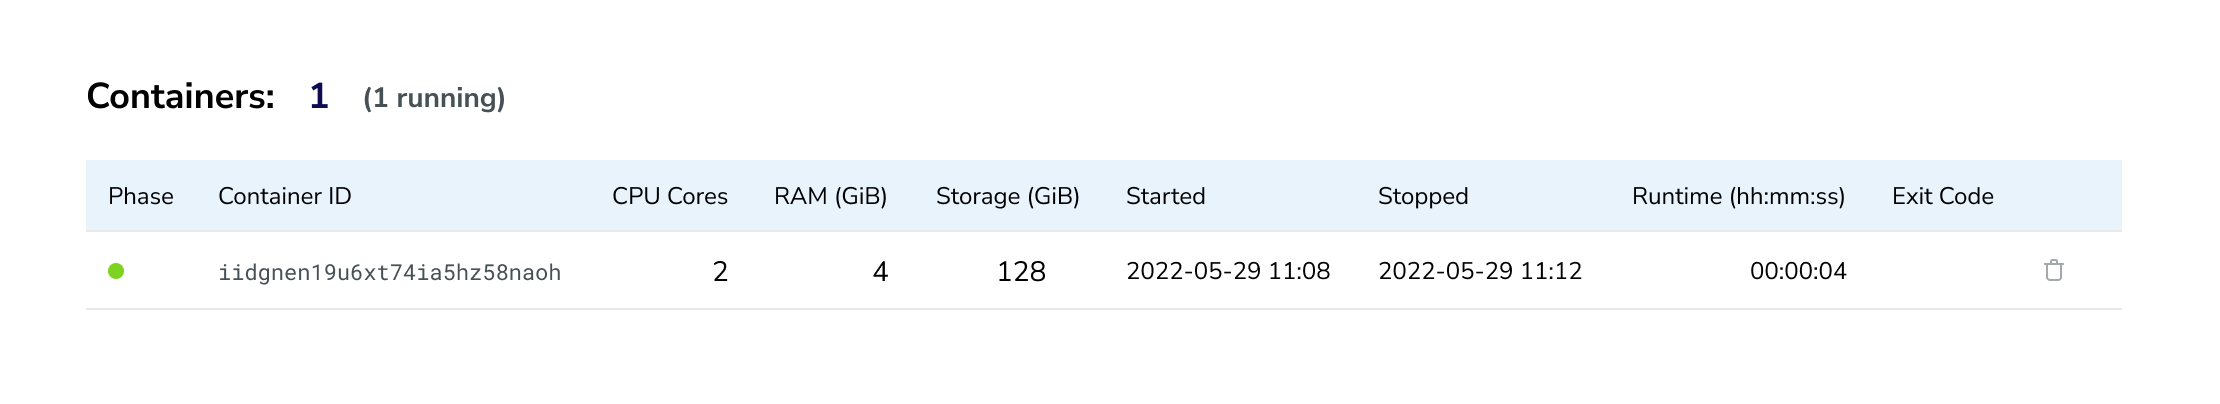 Containers: 1 (1 running)
Phase Container ID CPU Cores RAM (GiB) Storage (GiB) Started Stopped Runtime (hh:mm:ss) Exit Code
iidgnen19u6xt74ia5hz58naoh 2 4 128 2022-05-29 11:08 2022-05-29 11:12 00:00:04